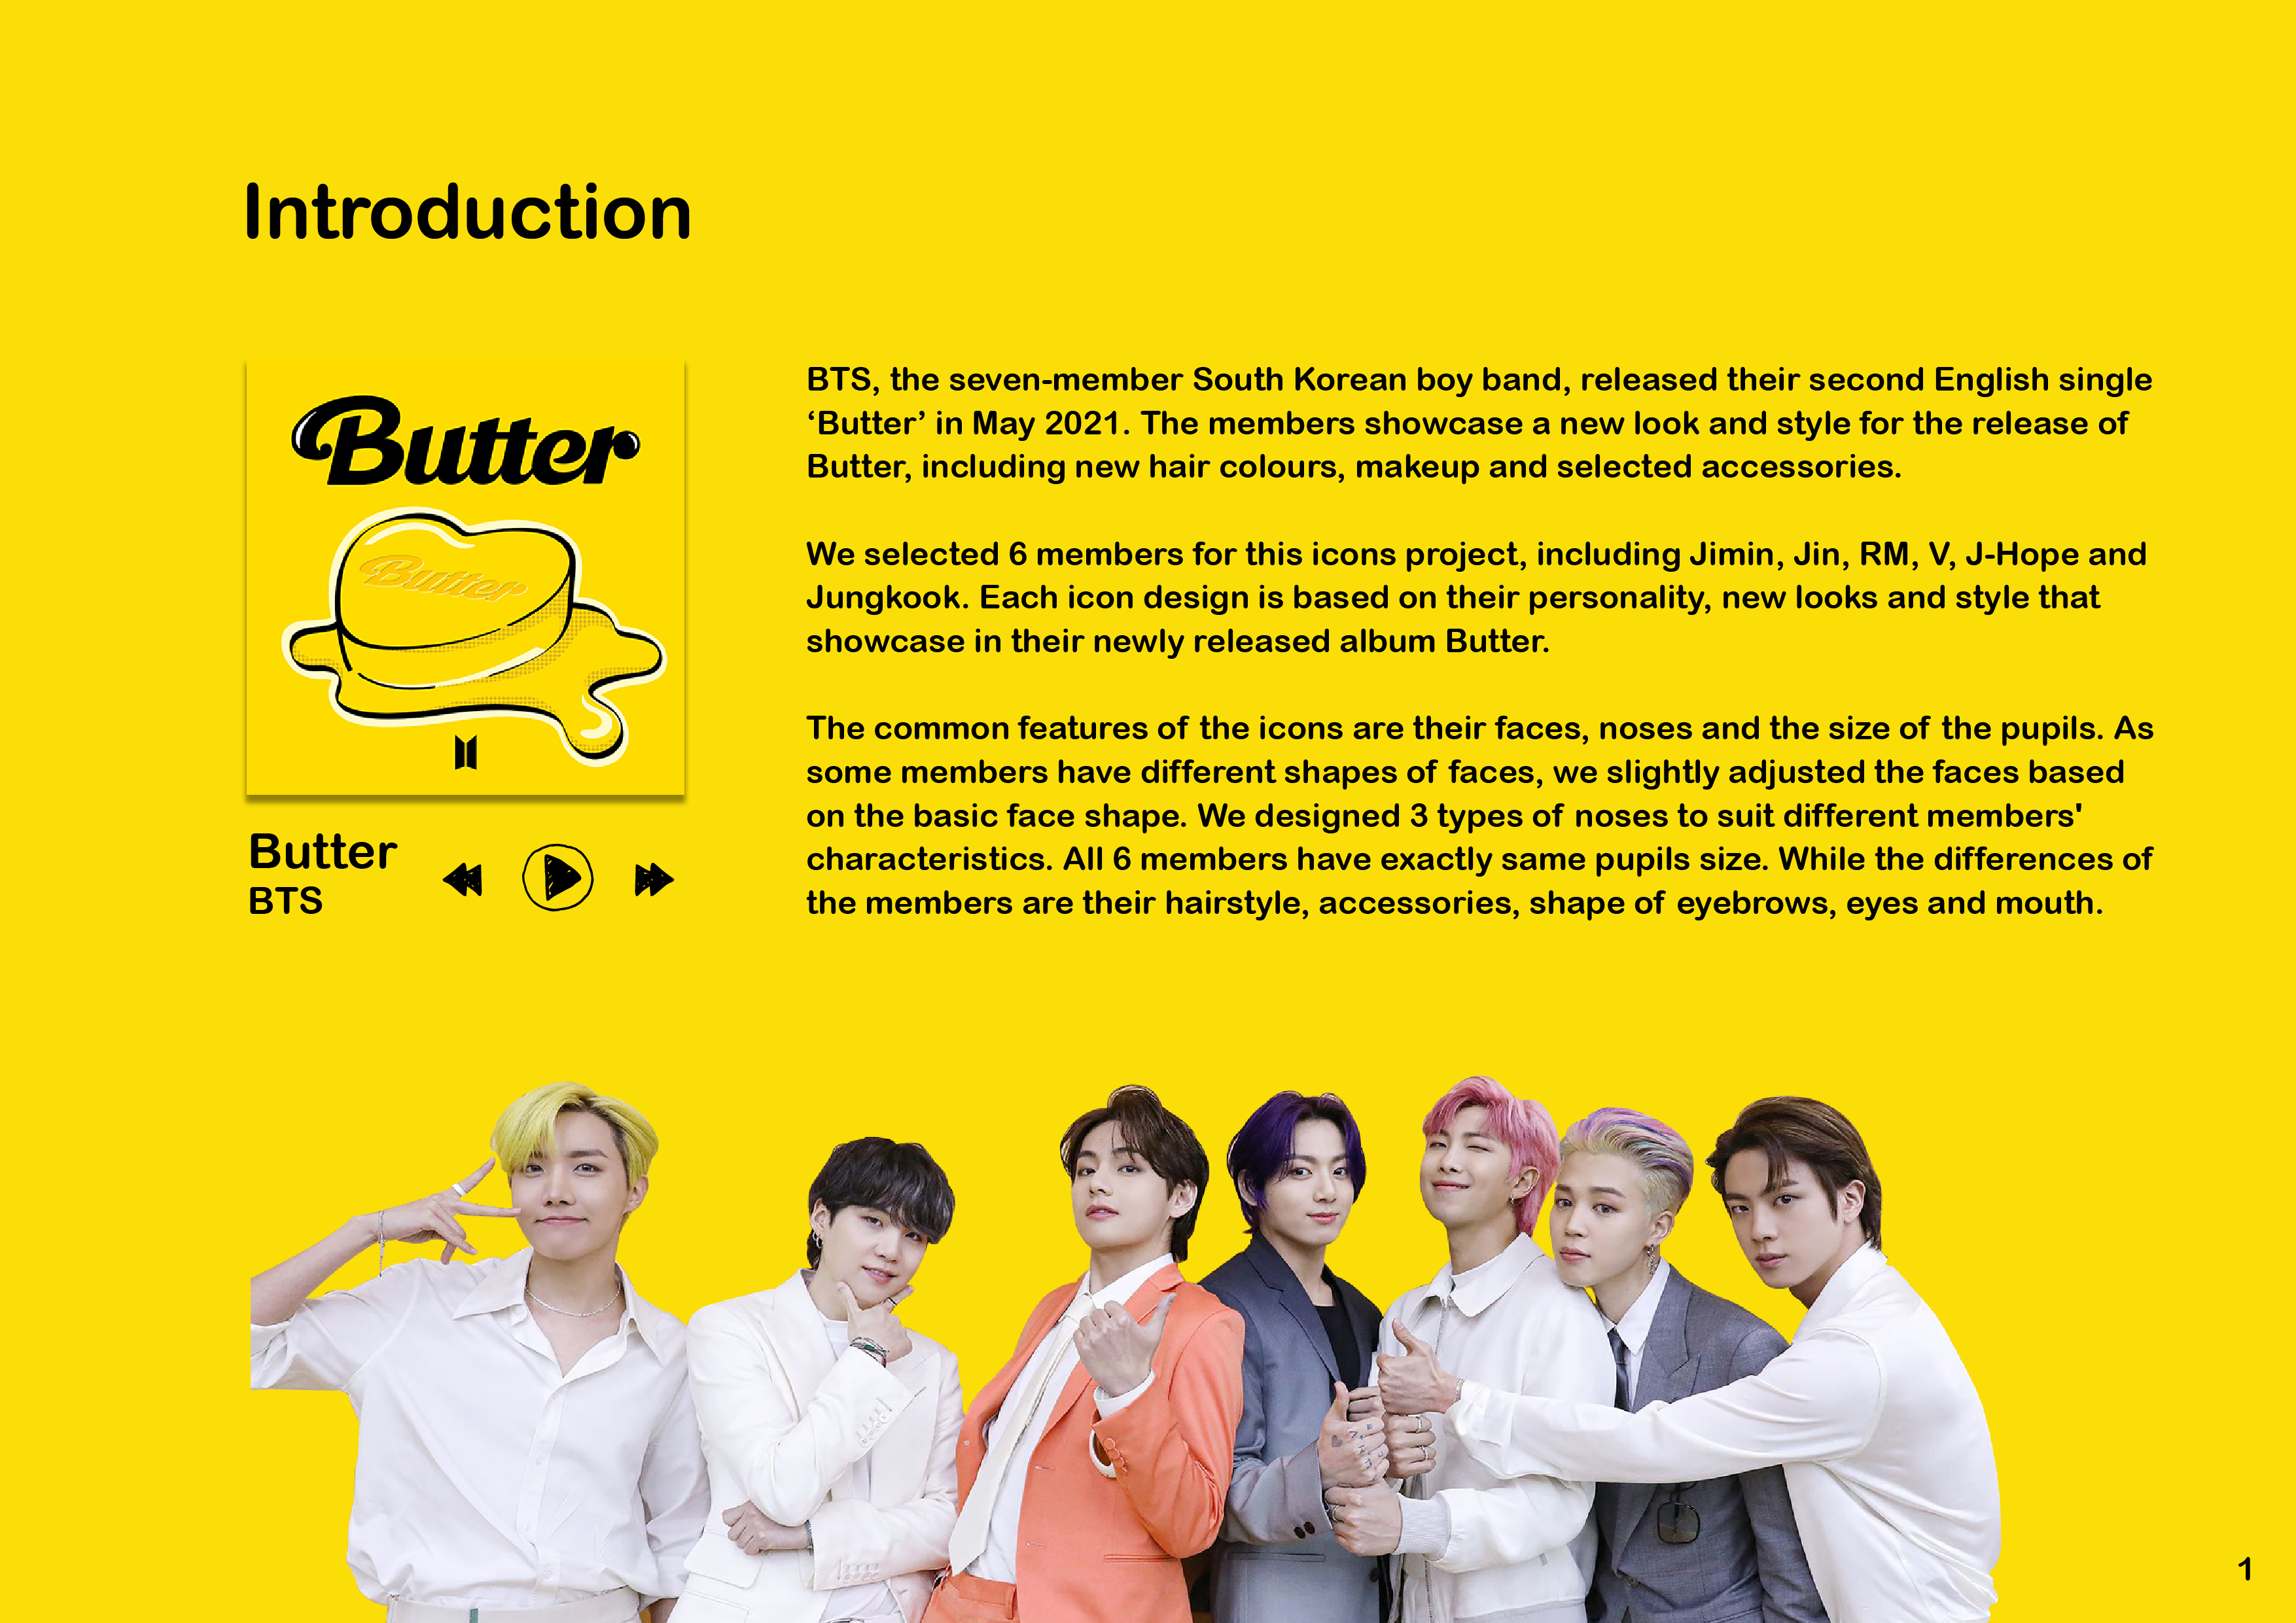 Introduction
Butter
Butter
Butter
BTS
BTS, the seven-member South Korean boy band, released their second English single
‘Butter’ in May 2021. The members showcase a new look and style for the release of
Butter, including new hair colours, makeup and selected accessories.
We selected 6 members for this icons project, including Jimin, Jin, RM, V, J-Hope and
Jungkook. Each icon design is based on their personality, new looks and style that
showcase in their newly released album Butter.
The common features of the icons are their faces, noses and the size of the pupils. As
some members have different shapes of faces, we slightly adjusted the faces based
on the basic face shape. We designed 3 types of noses to suit different members'
characteristics. All 6 members have exactly same pupils size. While the differences of
the members are their hairstyle, accessories, shape of eyebrows, eyes and mouth.
1